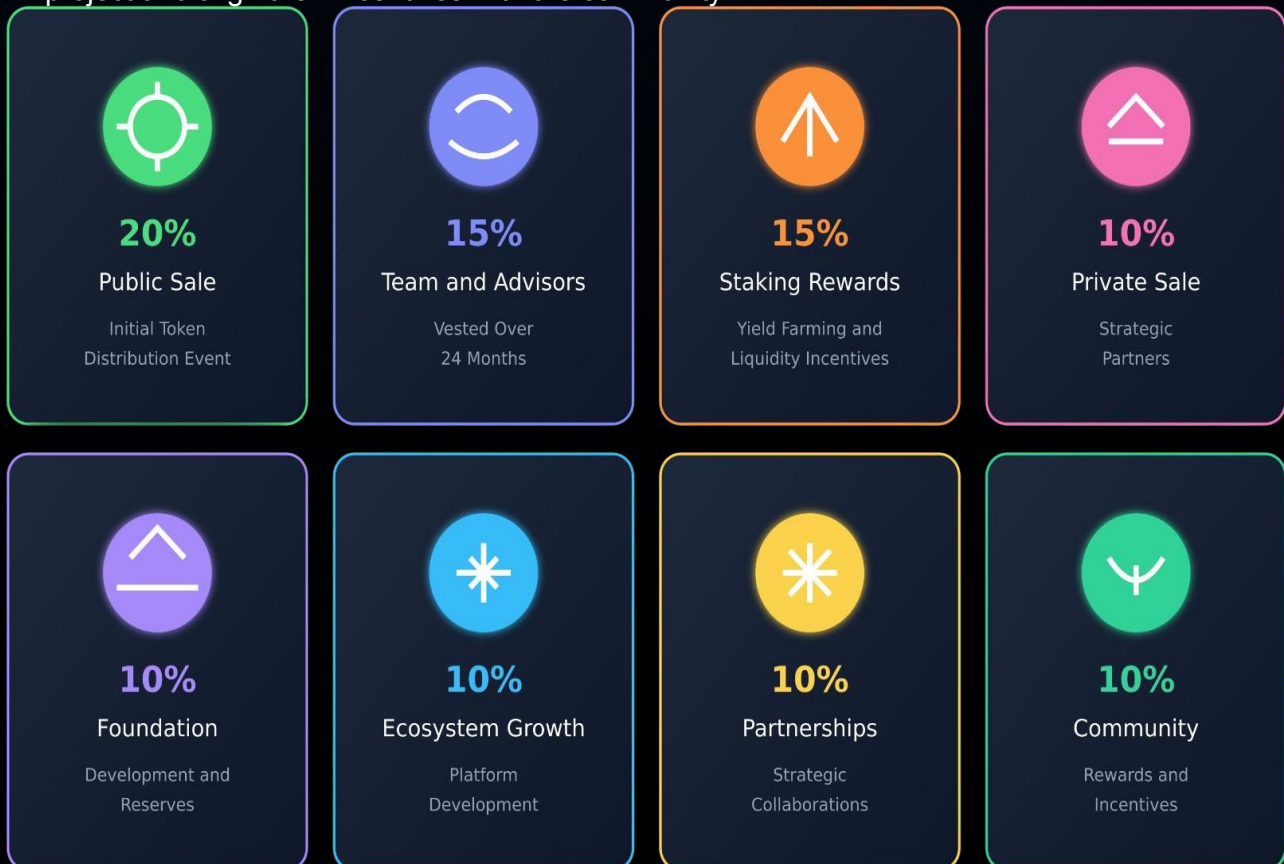 20%
Public Sale
Initial Token
Distribution Event
15%
Team and Advisors
Vested Over
24 Months
15%
Staking Rewards
Yield Farming and
Liquidity Incentives
10%
Private Sale
Strategic
Partners
10%
Foundation
Development and
Reserves
10%
Ecosystem Growth
Platform
Development
10%
Partnerships
Strategic
Collaborations
10%
Community
Rewards and
Incentives